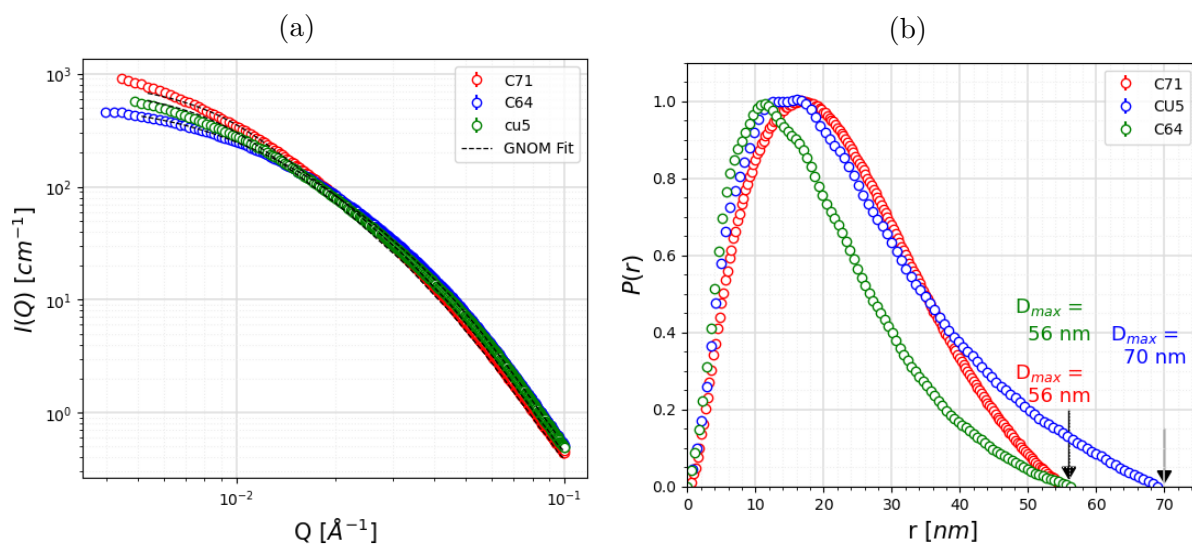 (a)
10³
10²
10¹
10⁰
10⁻²
10⁻¹
I(Q) [cm⁻¹]
Q [Å⁻¹]
C71
C64
cu5
GNOM Fit
(b)
1.0
0.8
0.6
0.4
0.2
0.0
0 10 20 30 40 50 60 70
P(r)
r [nm]
C71
CU5
C64
D_max =
56 nm
D_max =
56 nm
D_max =
70 nm